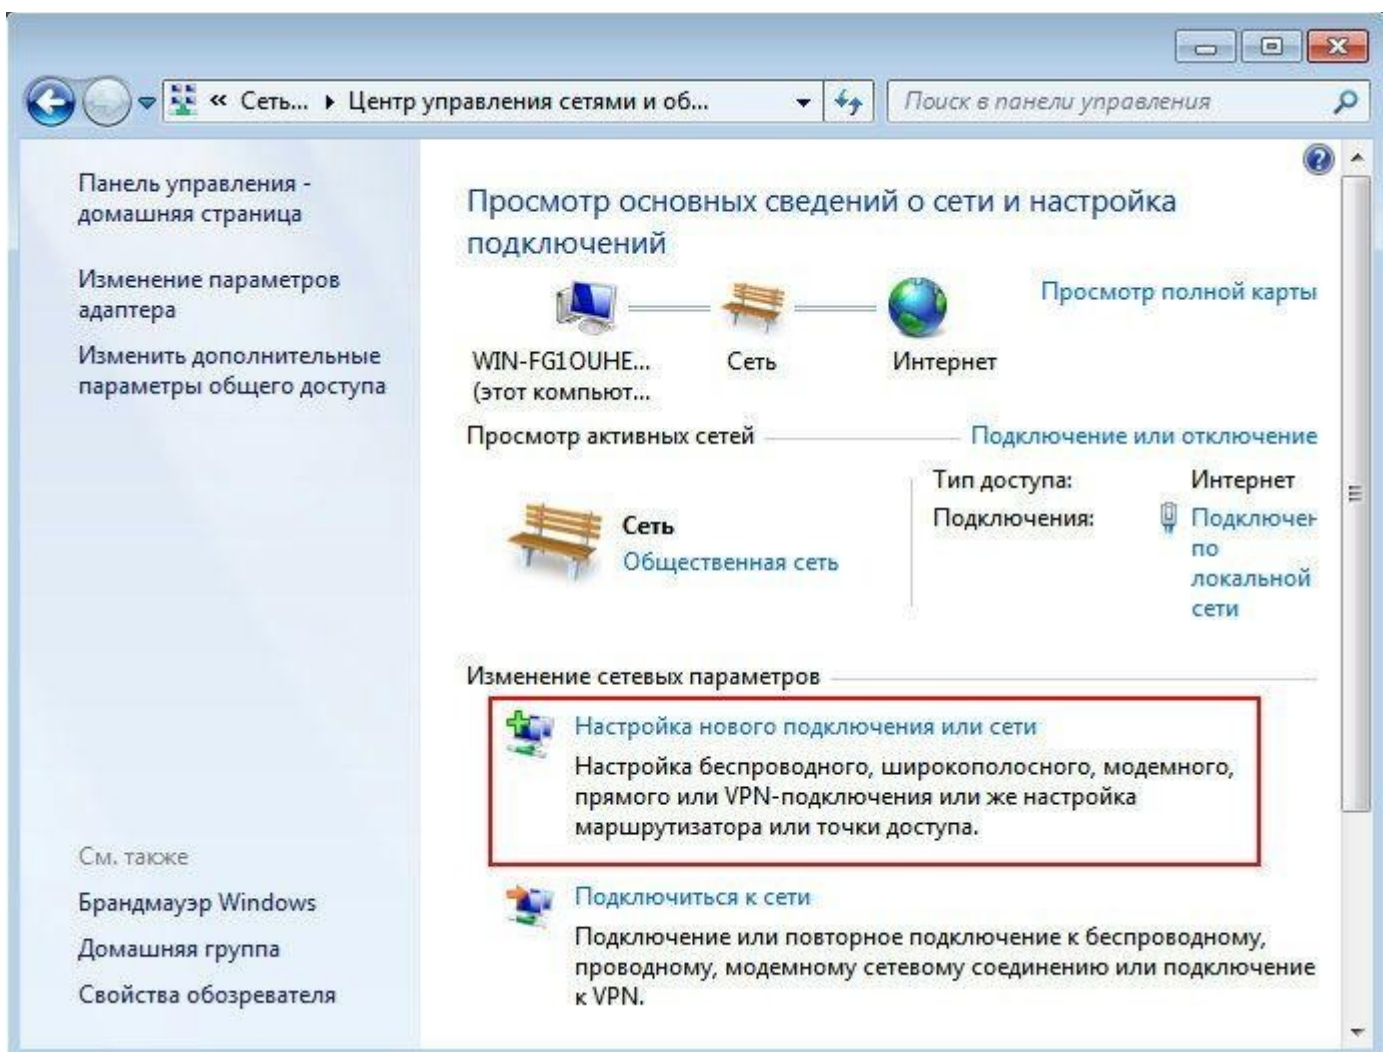 « Сеть... ▸ Центр управления сетями и об...
Поиск в панели управления
Панель управления -
домашняя страница
Изменение параметров
адаптера
Изменить дополнительные
параметры общего доступа
См. также
Брандмауэр Windows
Домашняя группа
Свойства обозревателя
Просмотр основных сведений о сети и настройка
подключений
Просмотр полной карты
WIN-FG1OUHE...
(этот компьют...
Сеть
Интернет
Просмотр активных сетей
Подключение или отключение
Сеть
Общественная сеть
Тип доступа:
Интернет
Подключения:
Подключен
по
локальной
сети
Изменение сетевых параметров
Настройка нового подключения или сети
Настройка беспроводного, широкополосного, модемного,
прямого или VPN-подключения или же настройка
маршрутизатора или точки доступа.
Подключиться к сети
Подключение или повторное подключение к беспроводному,
проводному, модемному сетевому соединению или подключение
к VPN.